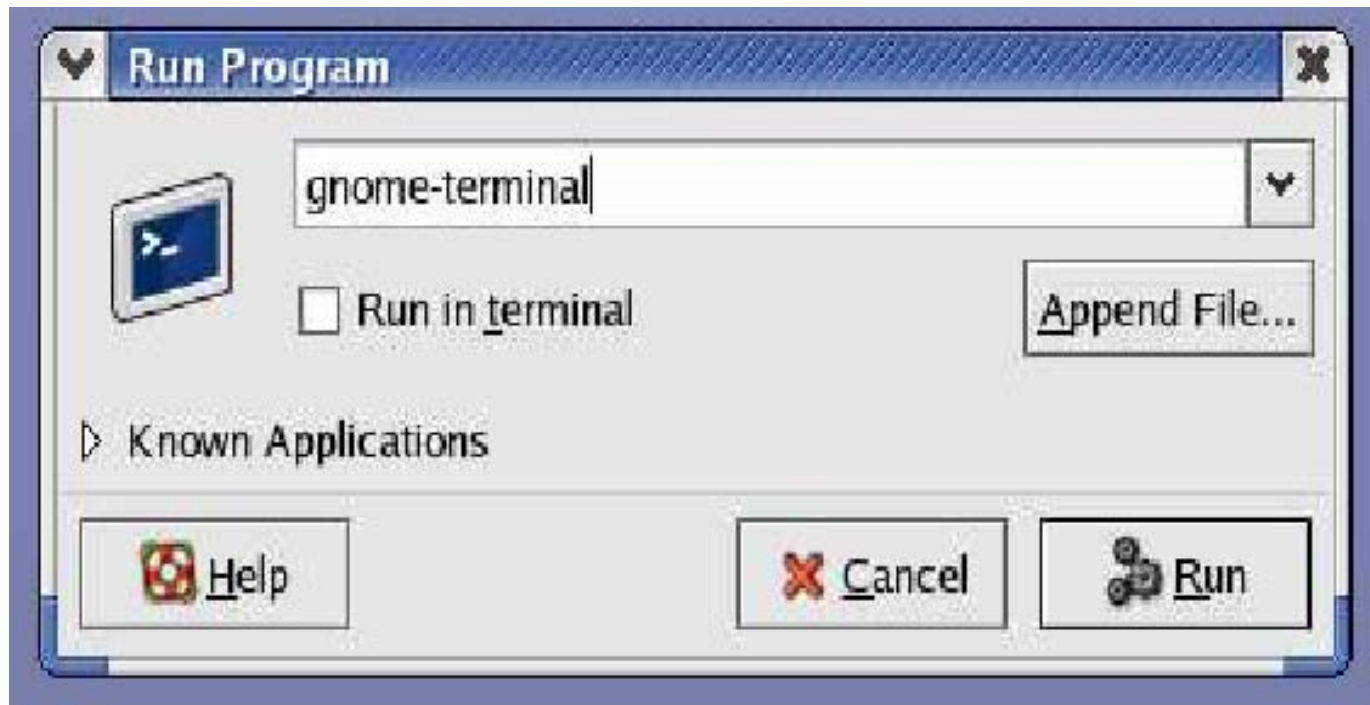 Run Program
gnome-terminal
>_
Run in terminal
Append File...
Known Applications
Help
Cancel
Run